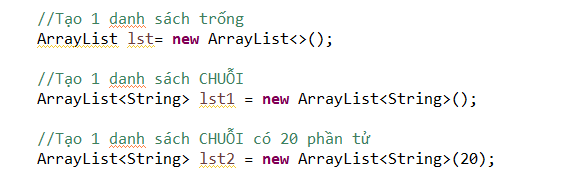 //Tạo 1 danh sách trống
ArrayList lst= new ArrayList<>();
//Tạo 1 danh sách CHUỖI
ArrayList<String> lst1 = new ArrayList<String>();
//Tạo 1 danh sách CHUỖI có 20 phần tử
ArrayList<String> lst2 = new ArrayList<String>(20);